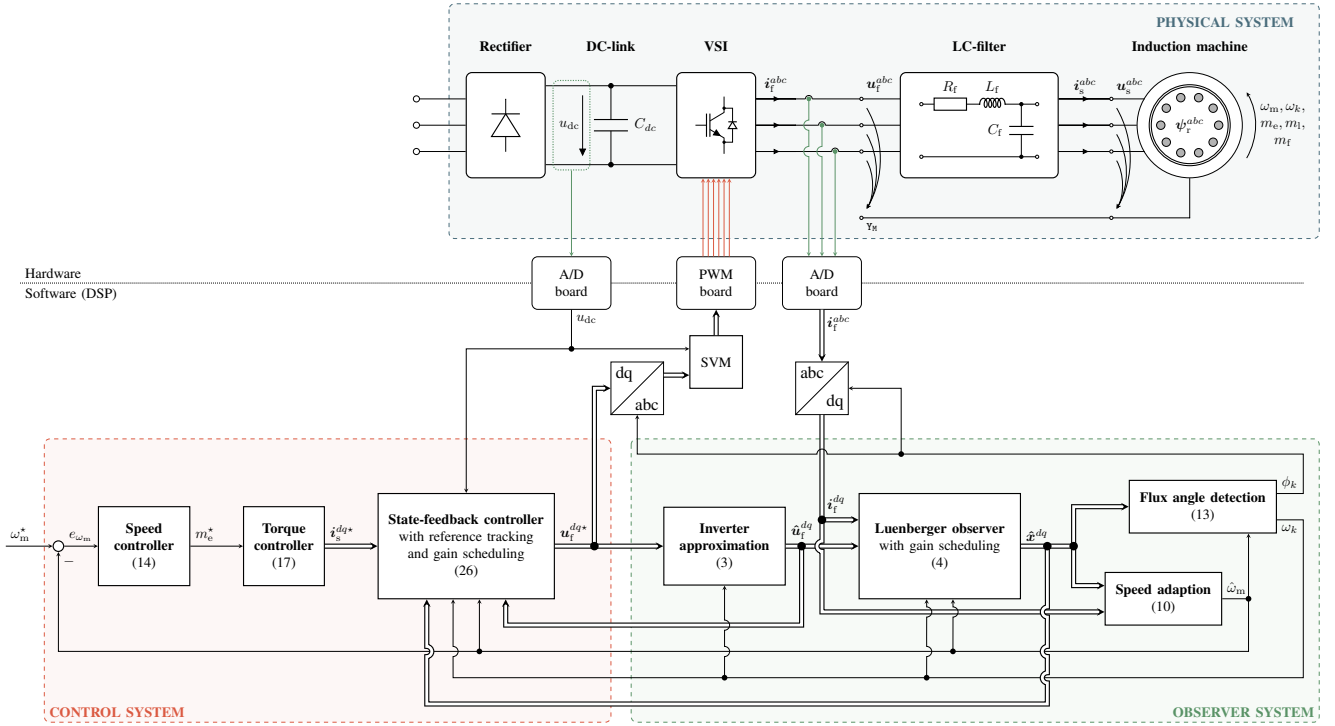 PHYSICAL SYSTEM
Rectifier
DC-link
VSI
LC-filter
Induction machine
u_dc
C_dc
i_f^abc
u_f^abc
R_f
L_f
C_f
i_s^abc
u_s^abc
ψ_r^abc
ω_m, ω_k,
m_e, m_l,
m_f
Y_M
Hardware
Software (DSP)
A/D
board
PWM
board
A/D
board
u_dc
i_f^abc
SVM
dq
abc
abc
dq
ω_m^⋆
e_ω_m
−
Speed
controller
(14)
m_e^⋆
Torque
controller
(17)
i_s^dq⋆
State-feedback controller
with reference tracking
and gain scheduling
(26)
u_f^dq⋆
Inverter
approximation
(3)
û_f^dq
i_f^dq
Luenberger observer
with gain scheduling
(4)
x̂^dq
Flux angle detection
(13)
ϕ_k
ω_k
Speed adaption
(10)
ω̂_m
CONTROL SYSTEM
OBSERVER SYSTEM